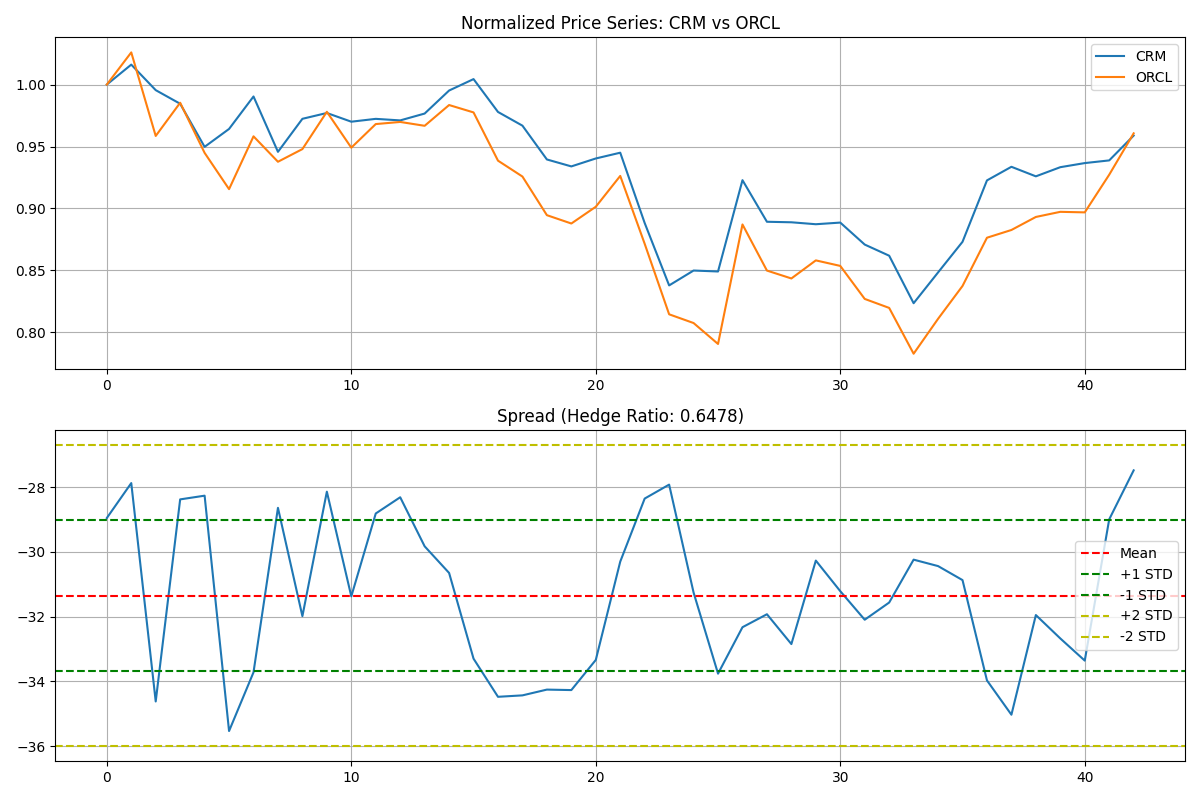 Normalized Price Series: CRM vs ORCL
CRM
ORCL
1.00
0.95
0.90
0.85
0.80
0
10
20
30
40
Spread (Hedge Ratio: 0.6478)
−28
−30
−32
−34
−36
Mean
+1 STD
-1 STD
+2 STD
-2 STD
0
10
20
30
40